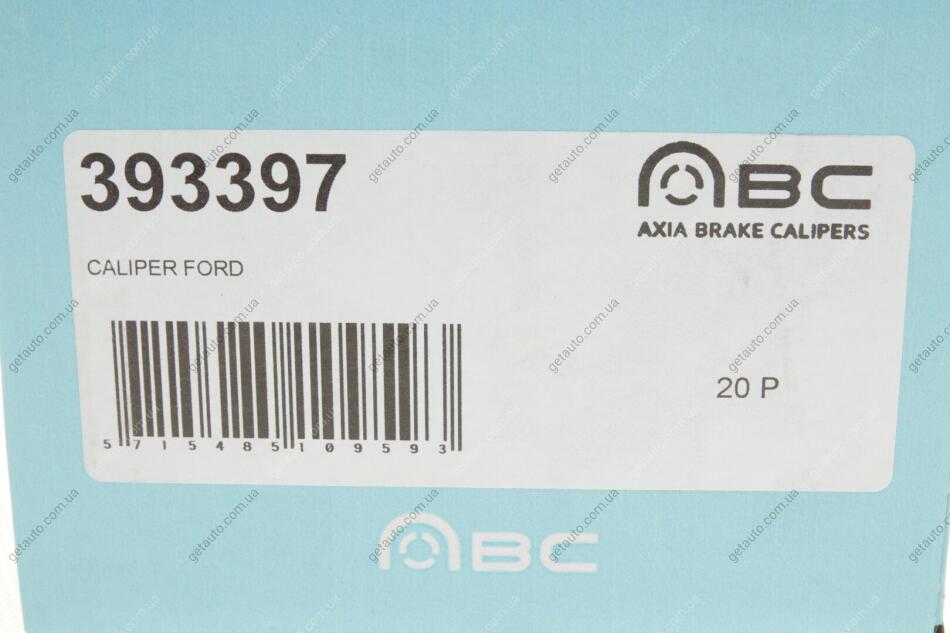 393397
ABC
AXIA BRAKE CALIPERS
CALIPER FORD
20 P
5 715485 109593
ABC
getauto.com.ua